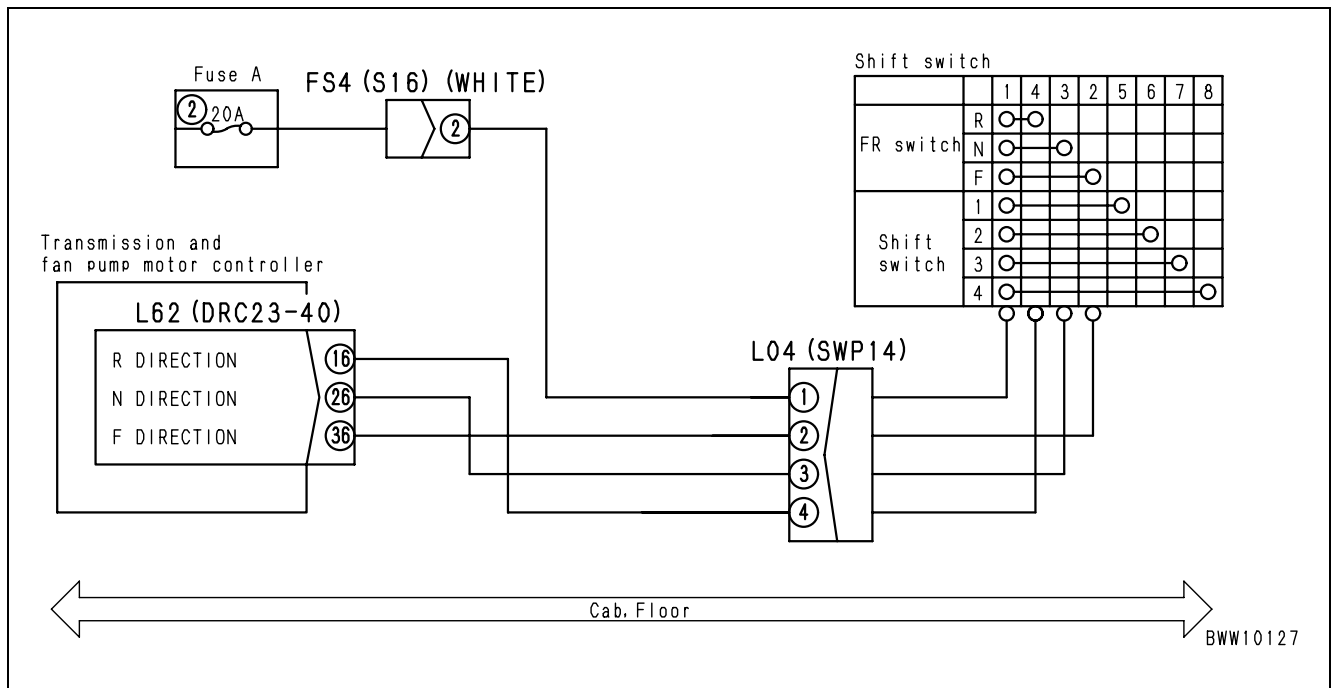 Fuse A
2
20A
FS4 (S16) (WHITE)
2
Shift switch
1 4 3 2 5 6 7 8
FR switch
R
N
F
Shift
switch
1
2
3
4
Transmission and
fan pump motor controller
L62 (DRC23-40)
R DIRECTION 16
N DIRECTION 26
F DIRECTION 36
L04 (SWP14)
1
2
3
4
Cab, Floor
BWW10127